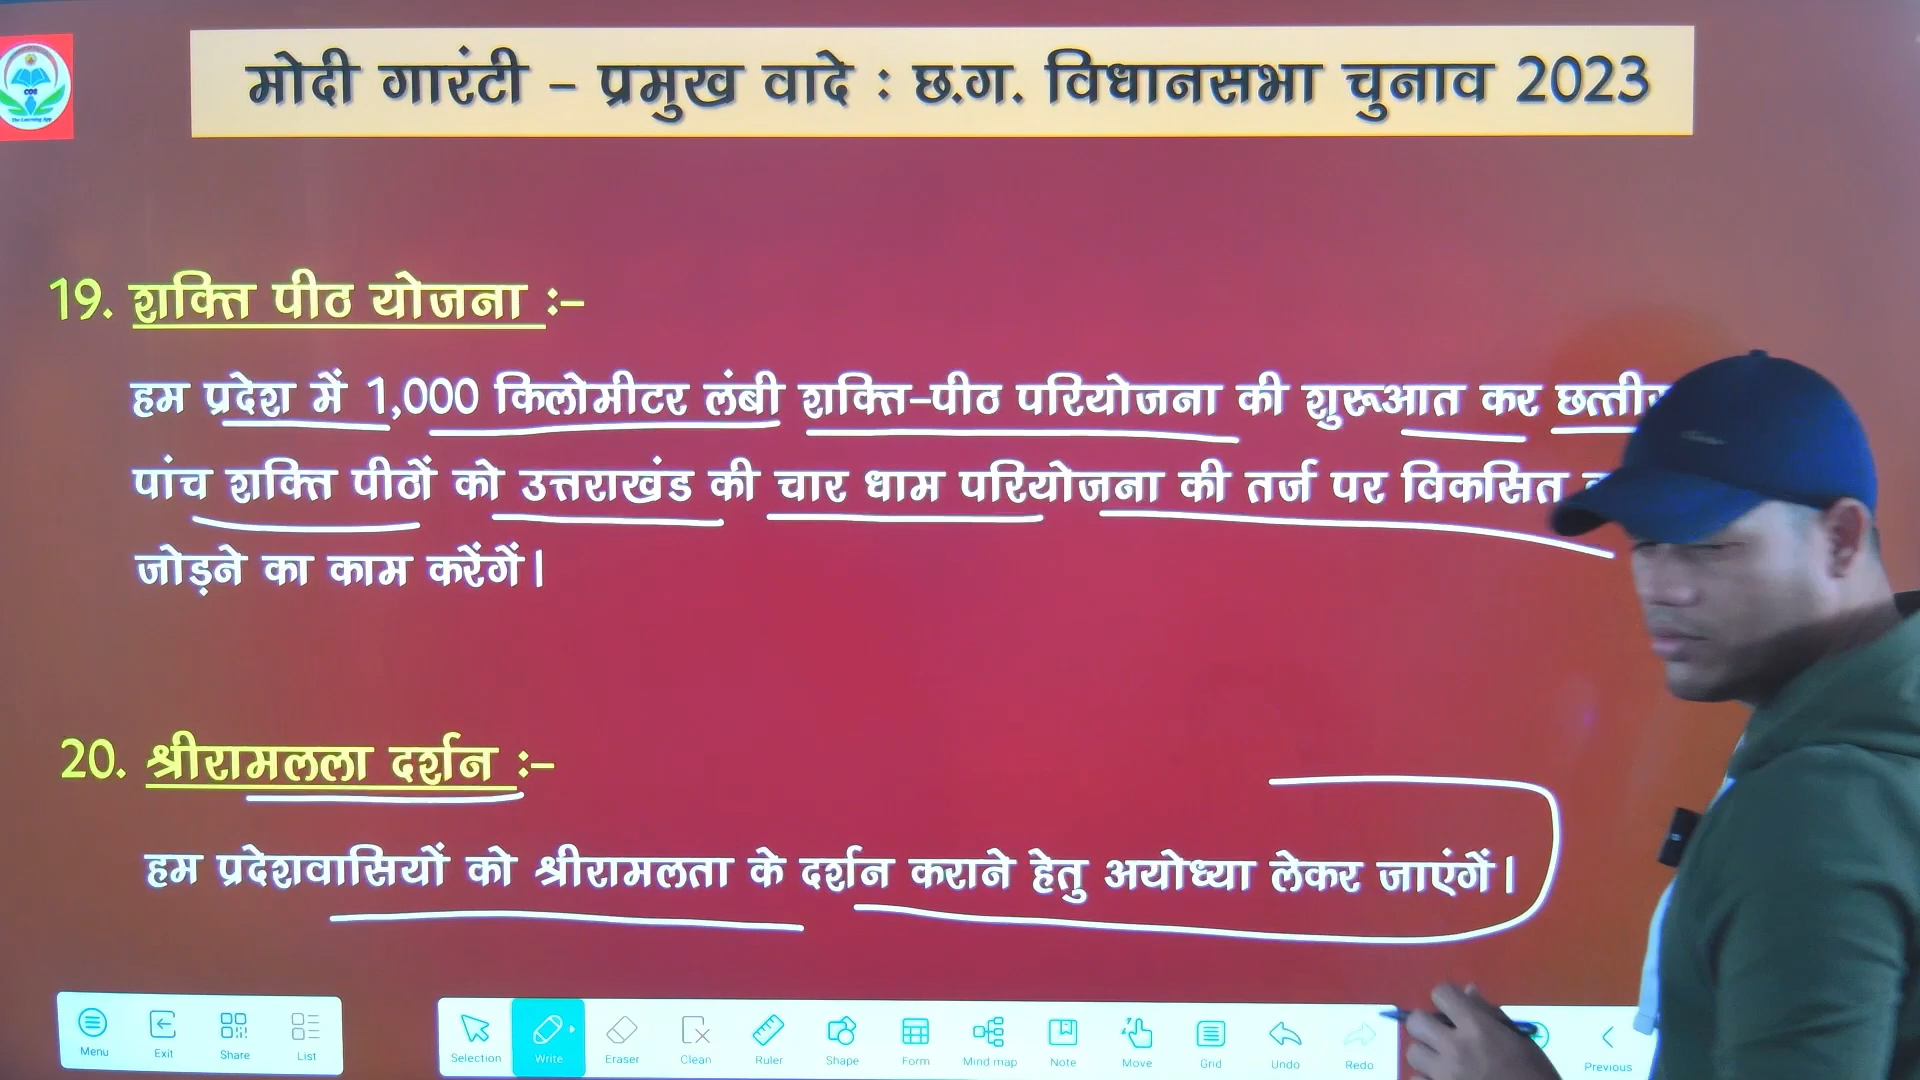 मोदी गारंटी – प्रमुख वादे : छ.ग. विधानसभा चुनाव 2023
19. शक्ति पीठ योजना :–
हम प्रदेश में 1,000 किलोमीटर लंबी शक्ति–पीठ परियोजना की शुरूआत कर
पांच शक्ति पीठों को उत्तराखंड की चार धाम परियोजना की तर्ज पर विकसित
जोड़ने का काम करेंगें।
20. श्रीरामलला दर्शन :–
हम प्रदेशवासियों को श्रीरामलता के दर्शन कराने हेतु अयोध्या लेकर जाएंगें।
Menu Exit Share List Selection Write Eraser Clean Ruler Shape Form Mind map Note Move Grid Undo Redo Previous